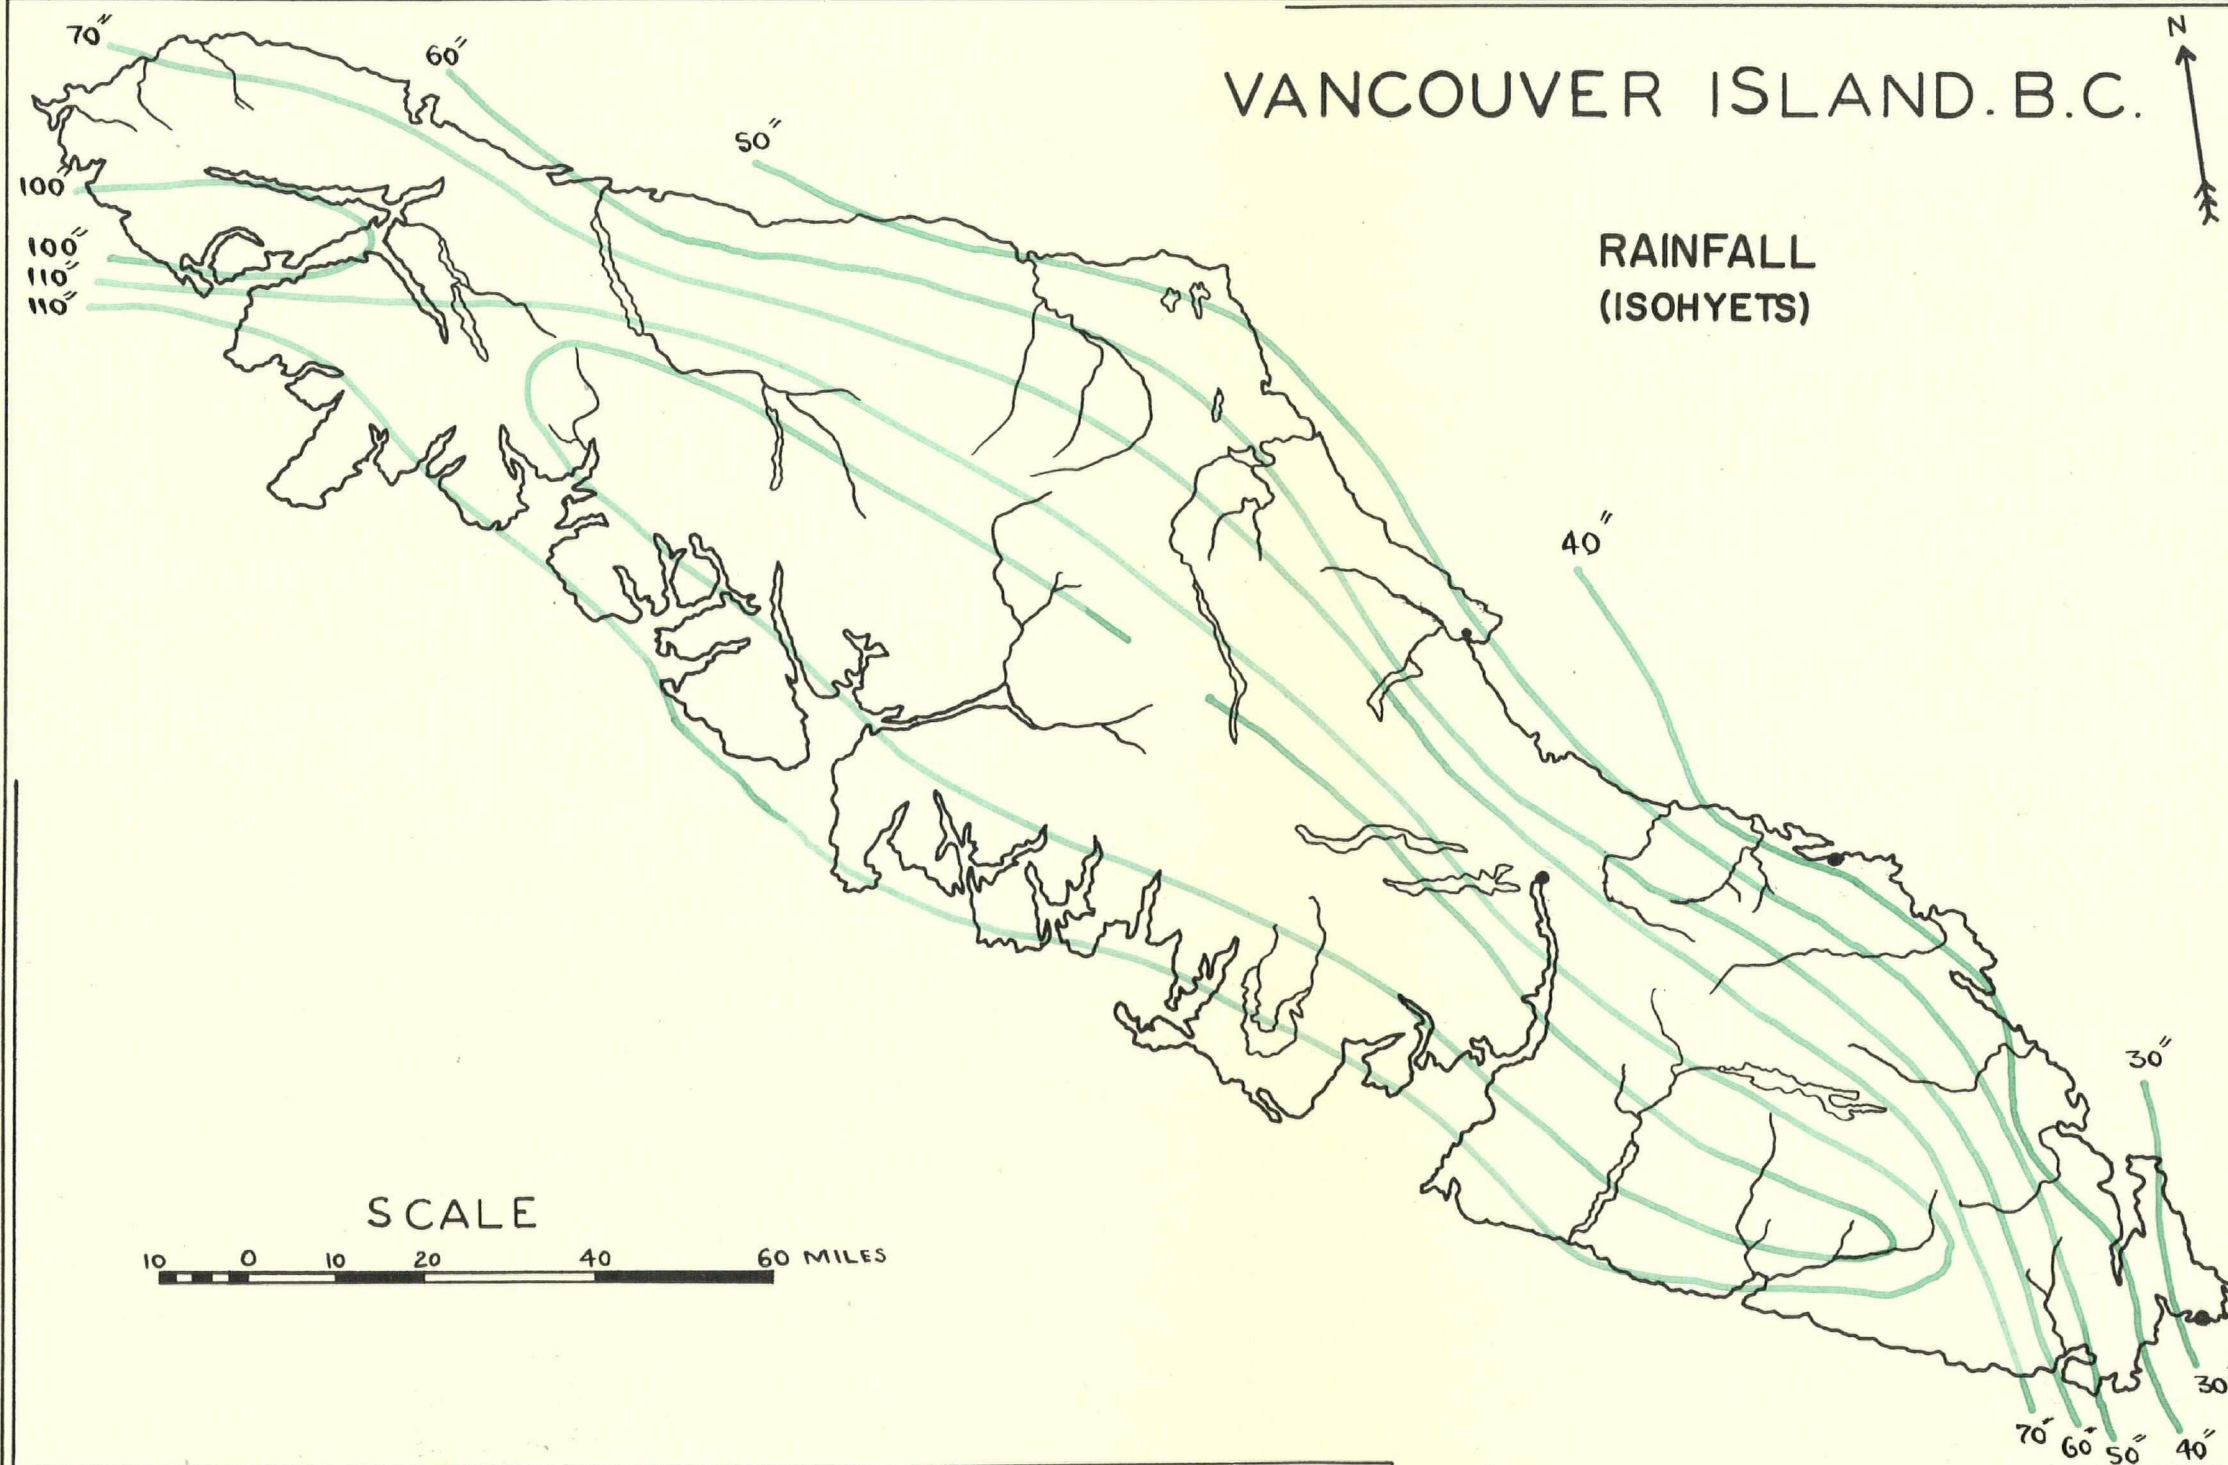 VANCOUVER ISLAND. B.C.
N
RAINFALL
(ISOHYETS)
70"
60"
50"
100"
100"
110"
110"
40"
30"
SCALE
10 0 10 20 40 60 MILES
30
70" 60" 50" 40"